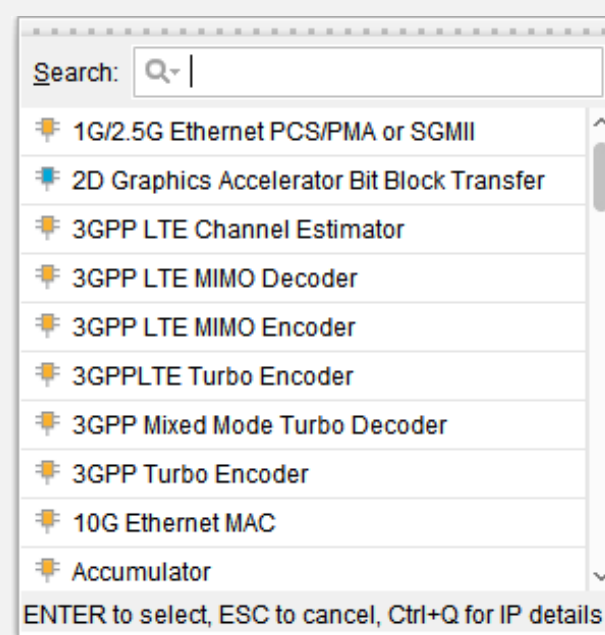 Search:
1G/2.5G Ethernet PCS/PMA or SGMII
2D Graphics Accelerator Bit Block Transfer
3GPP LTE Channel Estimator
3GPP LTE MIMO Decoder
3GPP LTE MIMO Encoder
3GPPLTE Turbo Encoder
3GPP Mixed Mode Turbo Decoder
3GPP Turbo Encoder
10G Ethernet MAC
Accumulator
ENTER to select, ESC to cancel, Ctrl+Q for IP details